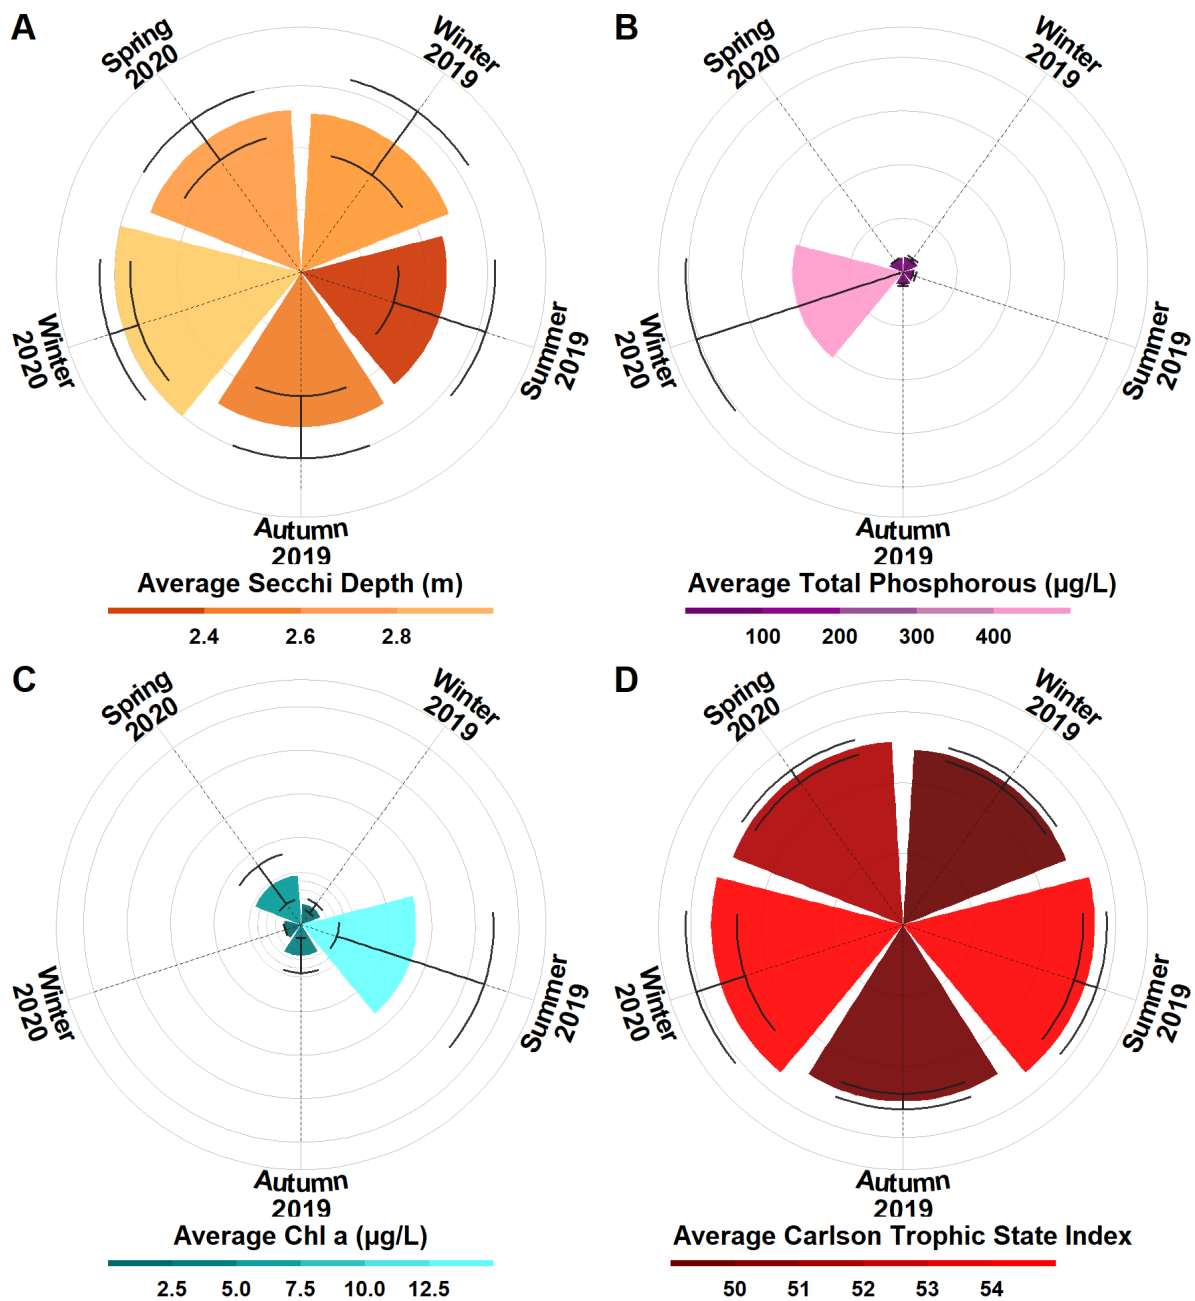 A
Spring
2020
Winter
2019
Winter
2020
Summer
2019
Autumn
2019
Average Secchi Depth (m)
2.4 2.6 2.8
B
Spring
2020
Winter
2019
Winter
2020
Summer
2019
Autumn
2019
Average Total Phosphorous (µg/L)
100 200 300 400
C
Spring
2020
Winter
2019
Winter
2020
Summer
2019
Autumn
2019
Average Chl a (µg/L)
2.5 5.0 7.5 10.0 12.5
D
Spring
2020
Winter
2019
Winter
2020
Summer
2019
Autumn
2019
Average Carlson Trophic State Index
50 51 52 53 54